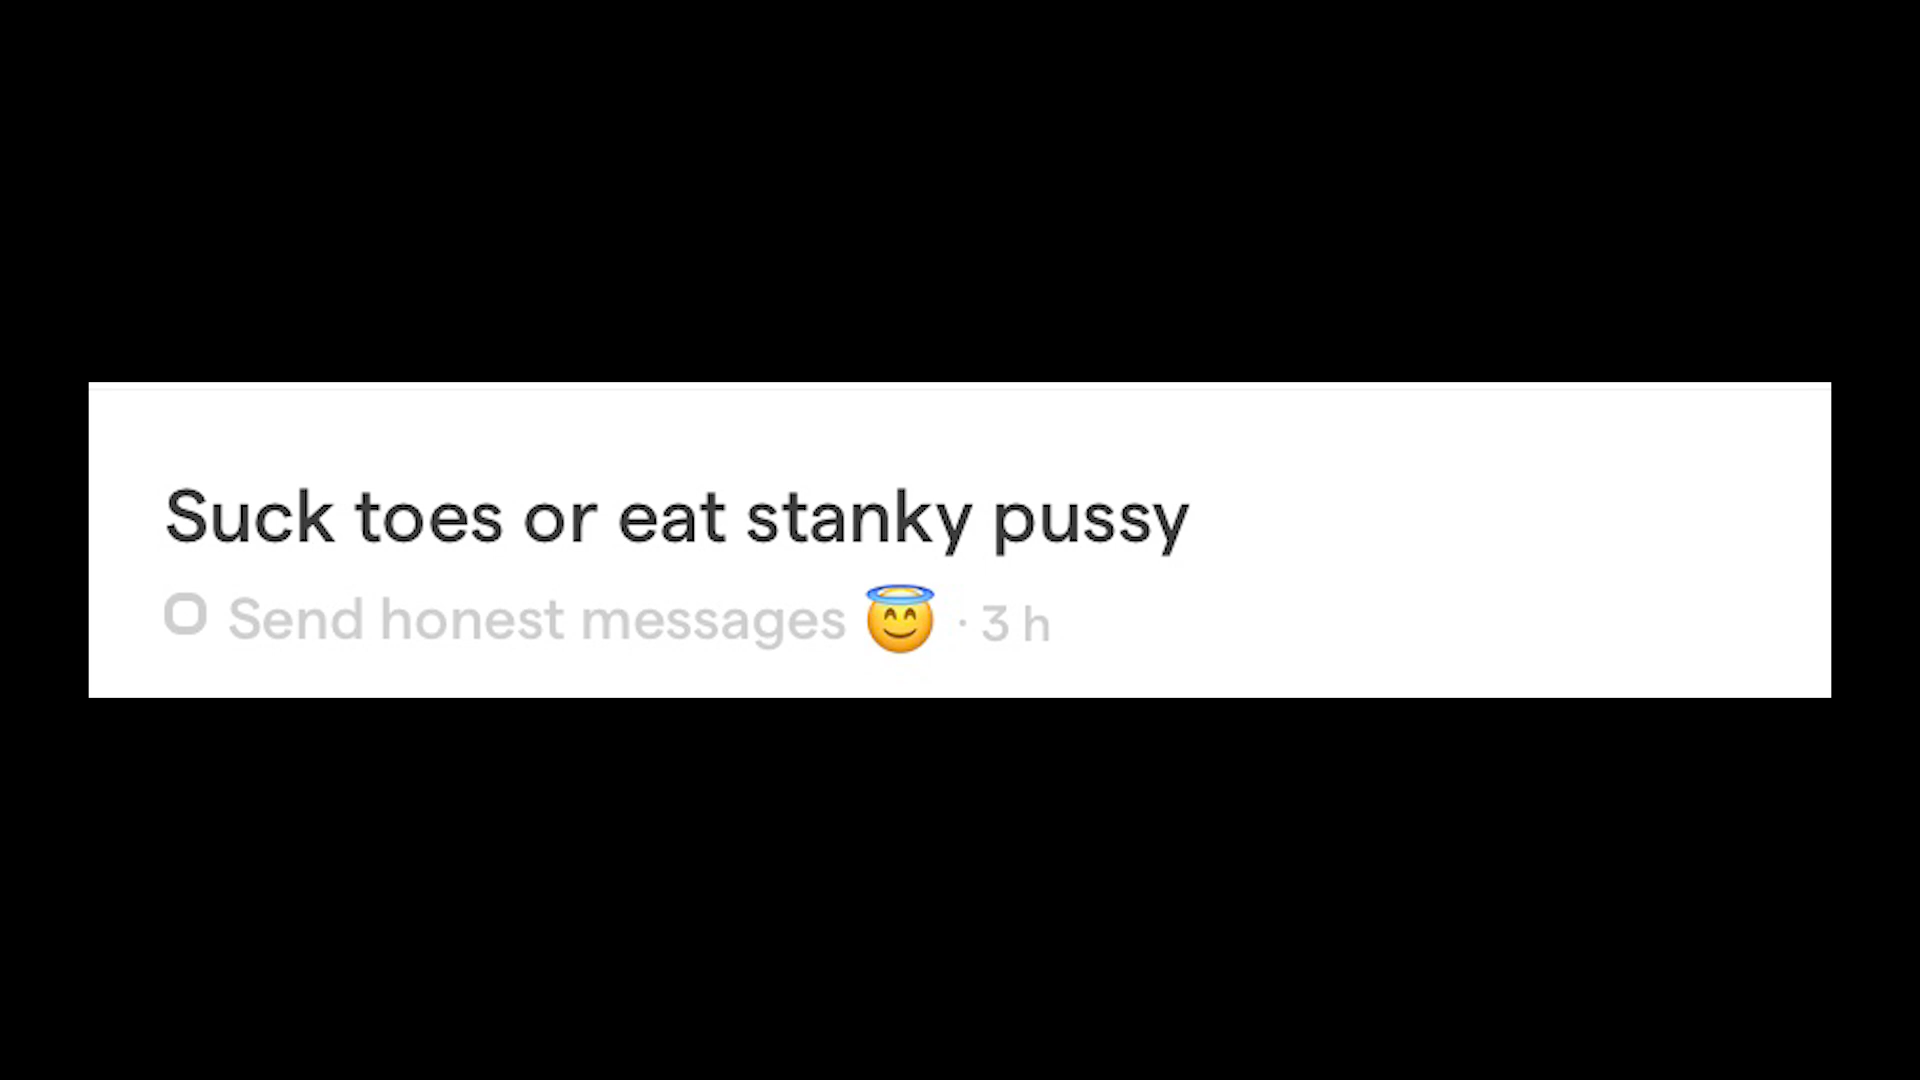 Suck toes or eat stanky pussy
Send honest messages 😇 · 3 h